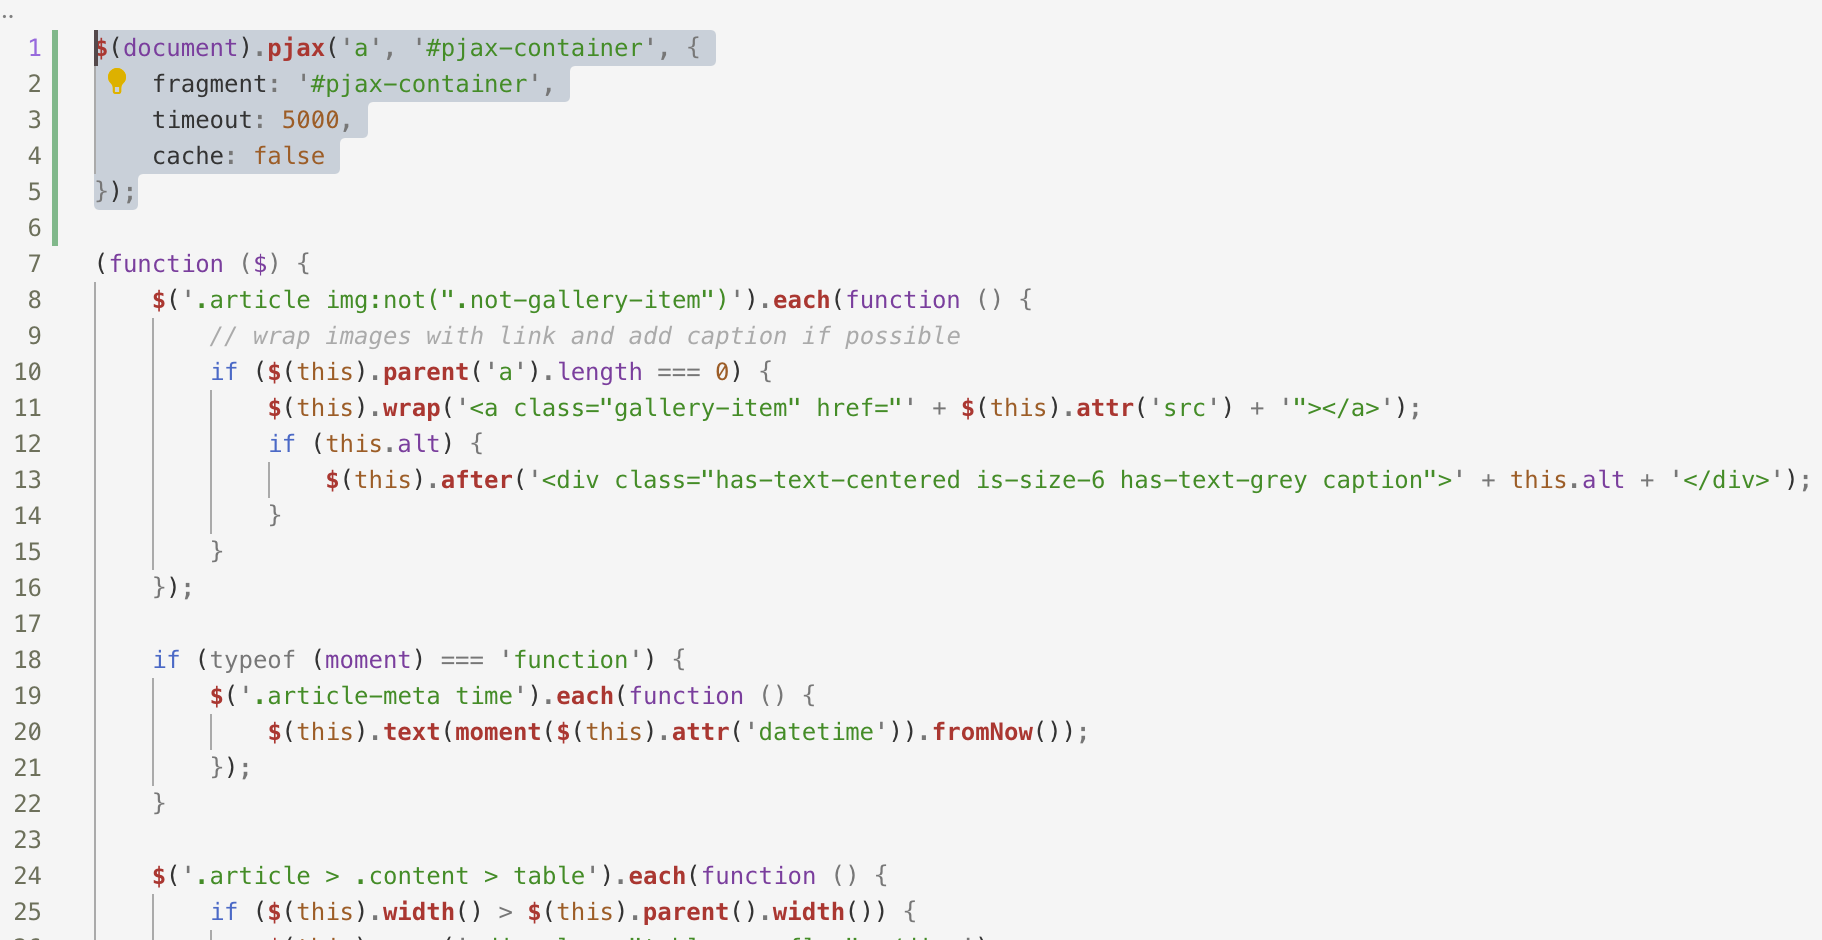 ..
1 $(document).pjax('a', '#pjax-container', {
2 fragment: '#pjax-container',
3 timeout: 5000,
4 cache: false
5 });
6
7 (function ($) {
8 $('.article img:not(".not-gallery-item")').each(function () {
9 // wrap images with link and add caption if possible
10 if ($(this).parent('a').length === 0) {
11 $(this).wrap('<a class="gallery-item" href="' + $(this).attr('src') + '"></a>');
12 if (this.alt) {
13 $(this).after('<div class="has-text-centered is-size-6 has-text-grey caption">' + this.alt + '</div>');
14 }
15 }
16 });
17
18 if (typeof (moment) === 'function') {
19 $('.article-meta time').each(function () {
20 $(this).text(moment($(this).attr('datetime')).fromNow());
21 });
22 }
23
24 $('.article > .content > table').each(function () {
25 if ($(this).width() > $(this).parent().width()) {